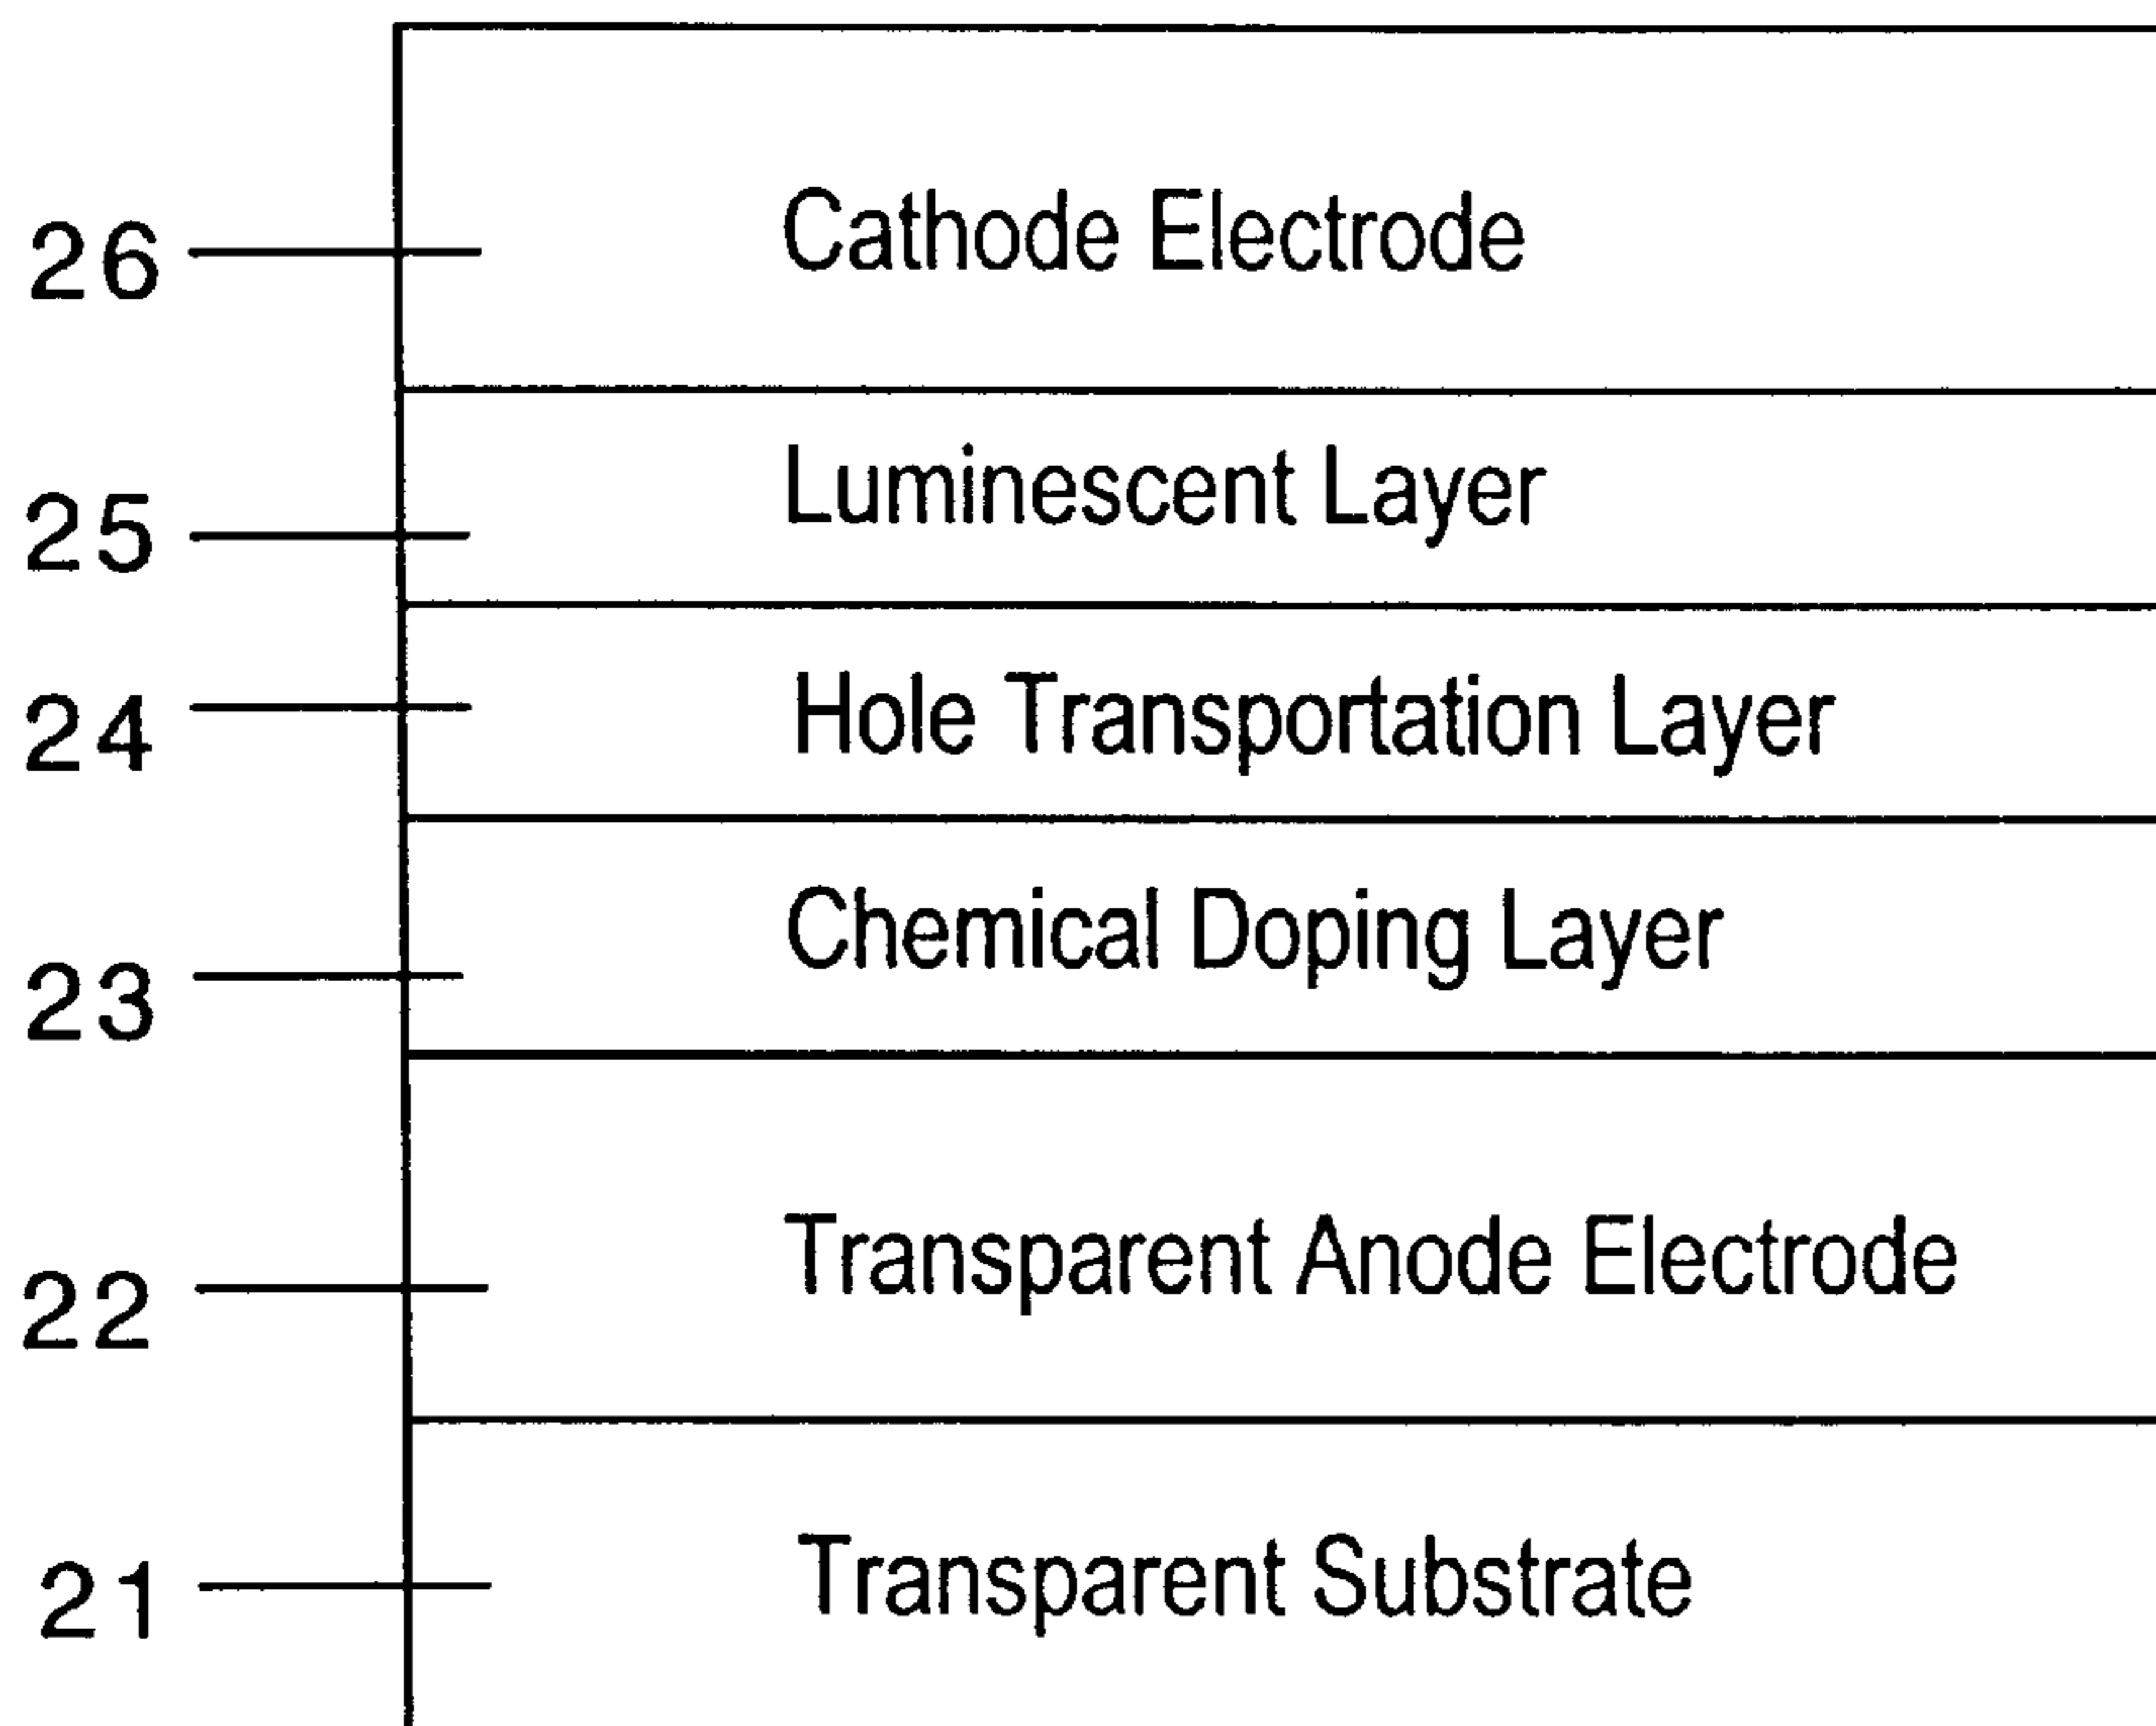 26 Cathode Electrode
25 Luminescent Layer
24 Hole Transportation Layer
23 Chemical Doping Layer
22 Transparent Anode Electrode
21 Transparent Substrate